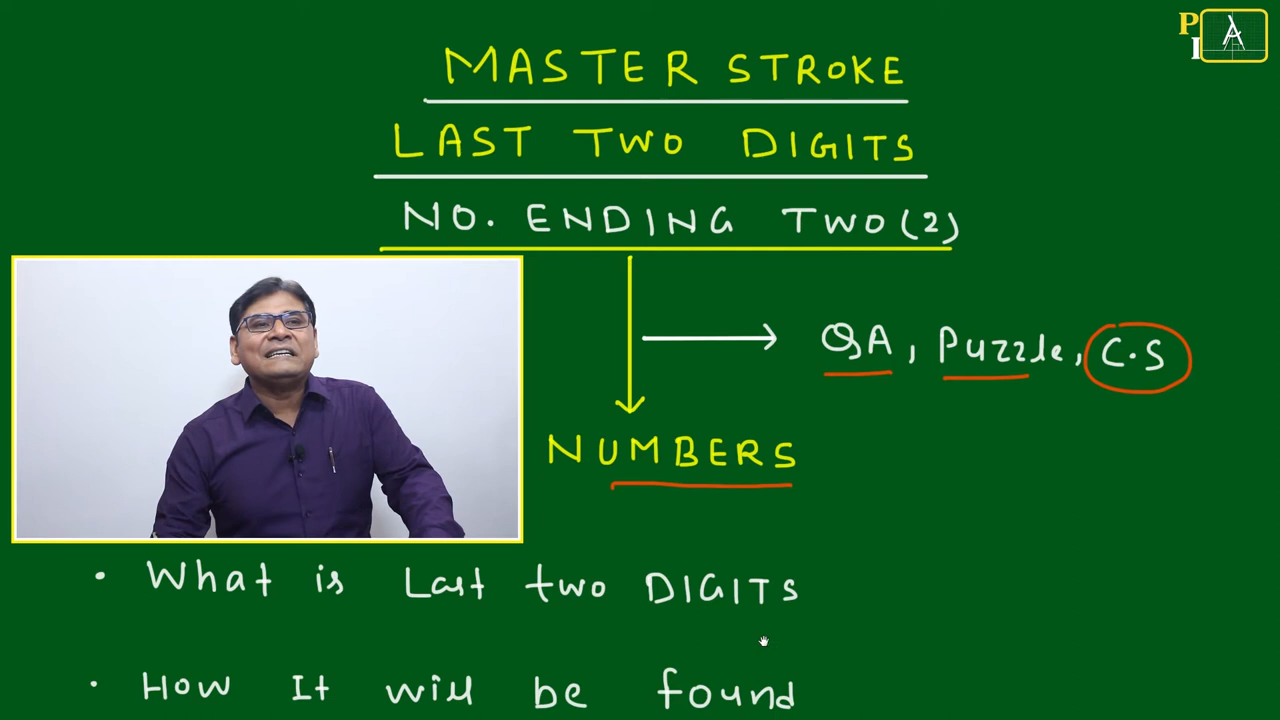 P
I A
MASTER STROKE
LAST TWO DIGITS
NO. ENDING TWO(2)
QA, Puzzle, C.S
NUMBERS
• What is Last two DIGITS
• How It will be found